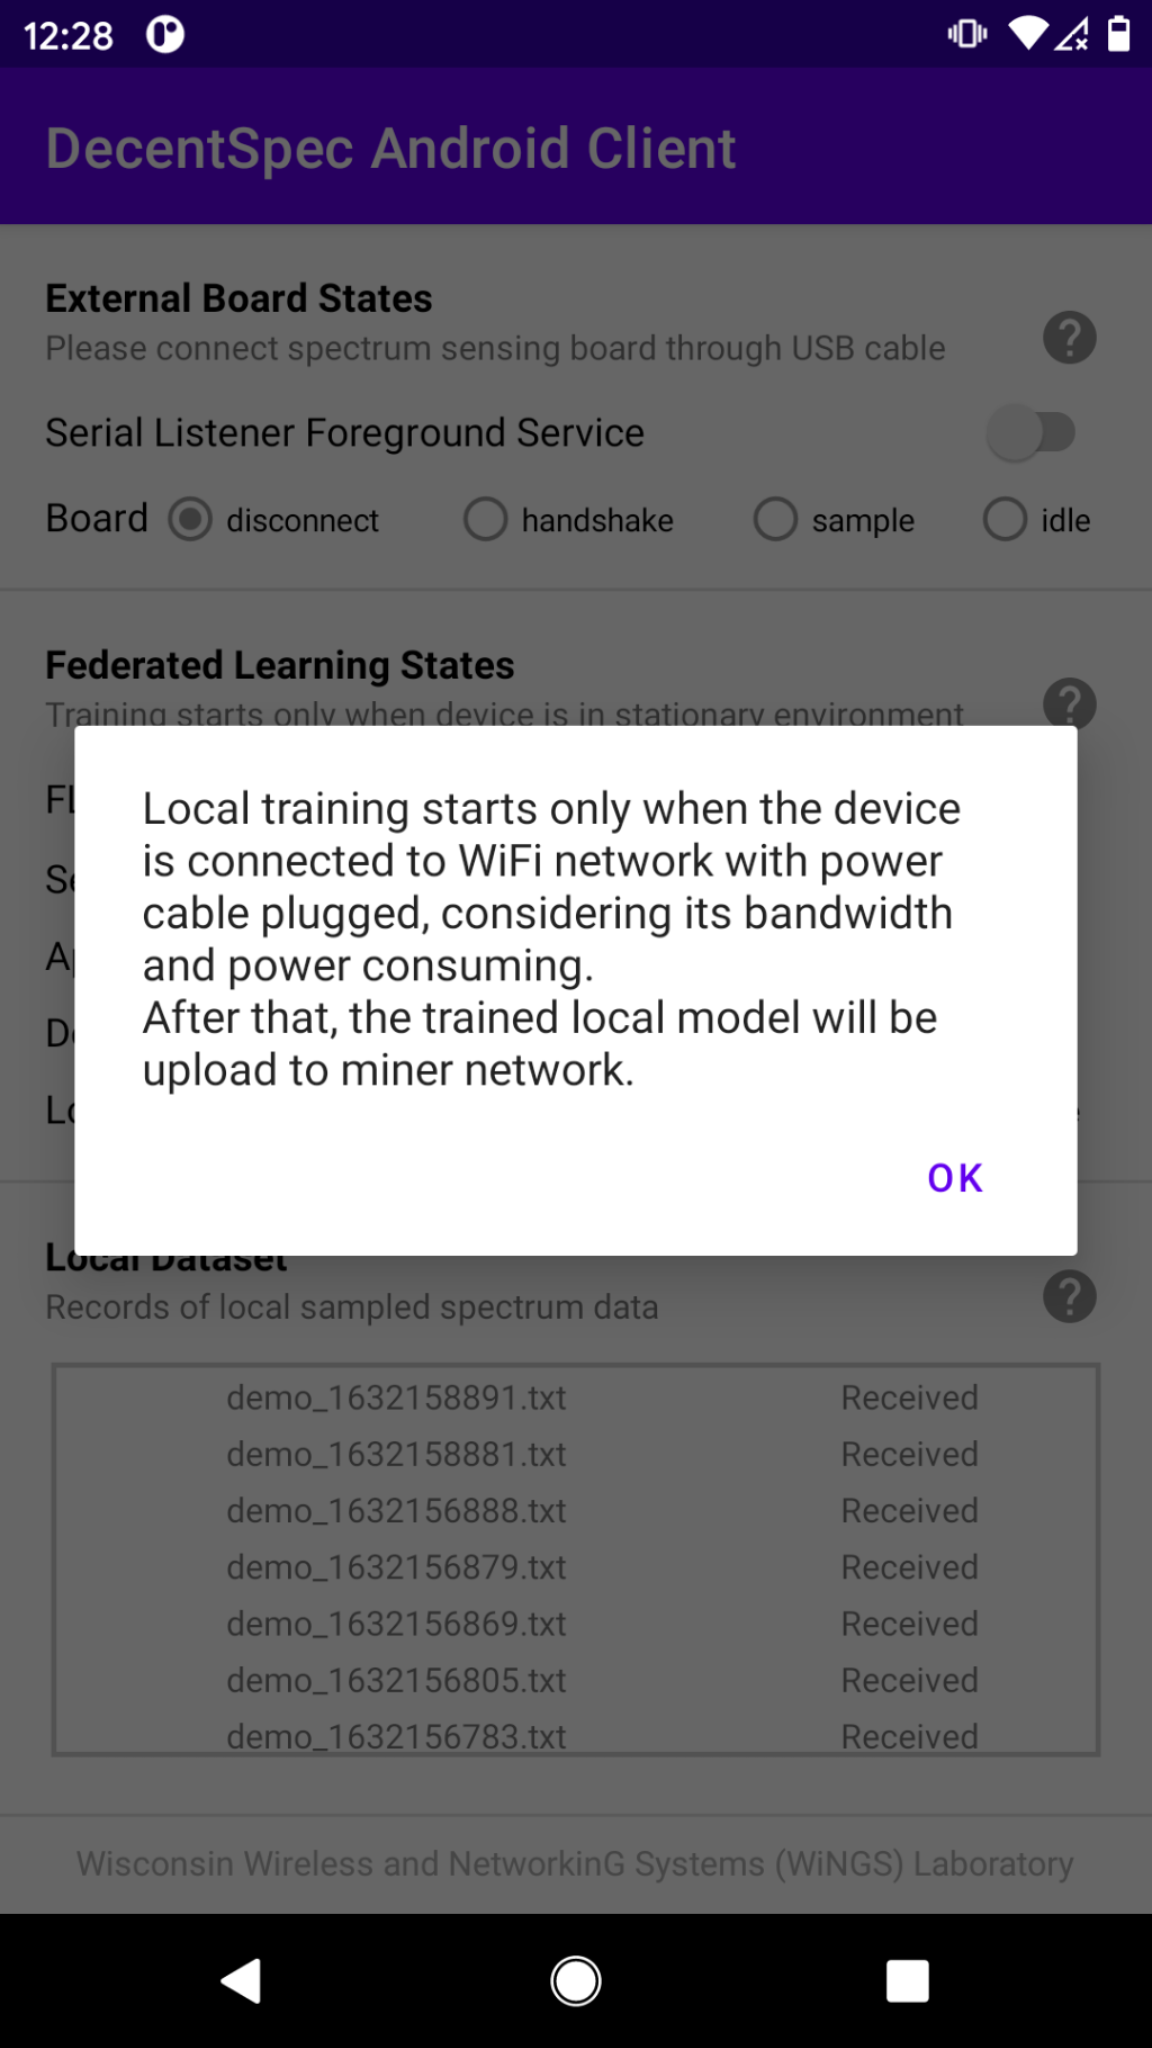 12:28
DecentSpec Android Client
External Board States
Please connect spectrum sensing board through USB cable
Serial Listener Foreground Service
Board disconnect handshake sample idle
Federated Learning States
Training starts only when device is in stationary environment
Local training starts only when the device
is connected to WiFi network with power
cable plugged, considering its bandwidth
and power consuming.
After that, the trained local model will be
upload to miner network.
OK
Local Dataset
Records of local sampled spectrum data
demo_1632158891.txt Received
demo_1632158881.txt Received
demo_1632156888.txt Received
demo_1632156879.txt Received
demo_1632156869.txt Received
demo_1632156805.txt Received
demo_1632156783.txt Received
Wisconsin Wireless and NetworkinG Systems (WiNGS) Laboratory